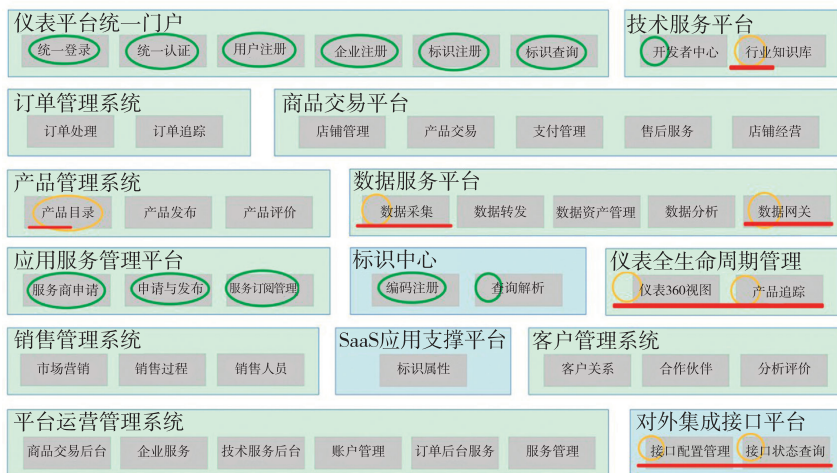 仪表平台统一门户
统一登录 统一认证 用户注册 企业注册 标识注册 标识查询
技术服务平台
开发者中心 行业知识库
订单管理系统
订单处理 订单追踪
商品交易平台
店铺管理 产品交易 支付管理 售后服务 店铺经营
产品管理系统
产品目录 产品发布 产品评价
数据服务平台
数据采集 数据转发 数据资产管理 数据分析 数据网关
应用服务管理平台
服务商申请 申请与发布 服务订阅管理
标识中心
编码注册 查询解析
仪表全生命周期管理
仪表360视图 产品追踪
销售管理系统
市场营销 销售过程 销售人员
SaaS应用支撑平台
标识属性
客户管理系统
客户关系 合作伙伴 分析评价
平台运营管理系统
商品交易后台 企业服务 技术服务后台 账户管理 订单后台服务 服务管理
对外集成接口平台
接口配置管理 接口状态查询